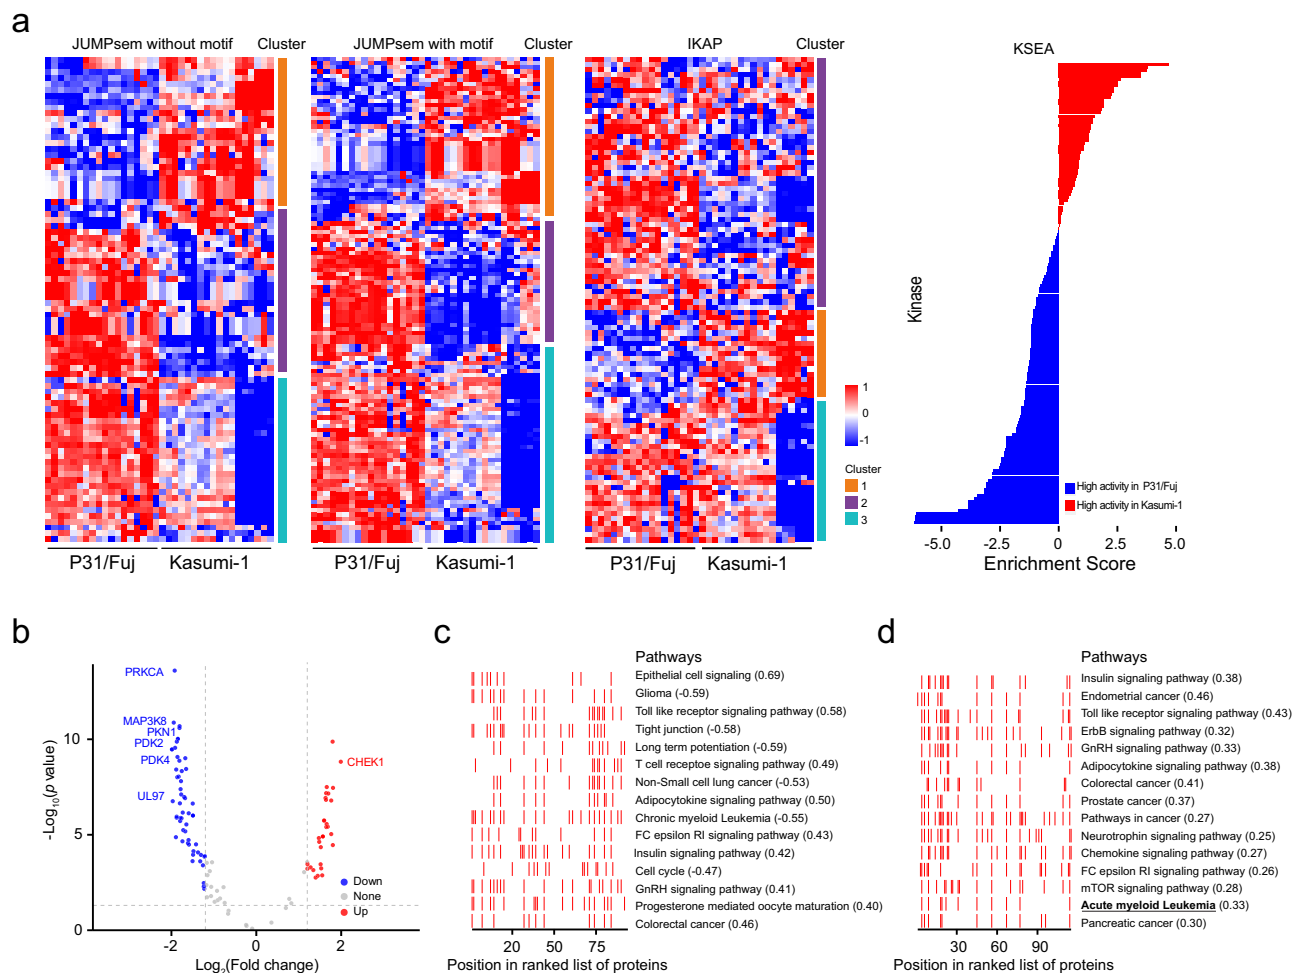 a
JUMPsem without motif
Cluster
JUMPsem with motif
Cluster
IKAP
Cluster
KSEA
Kinase
1
0
-1
Cluster
1
2
3
High activity in P31/Fuj
High activity in Kasumi-1
-5.0
-2.5
0
2.5
5.0
Enrichment Score
P31/Fuj
Kasumi-1
P31/Fuj
Kasumi-1
P31/Fuj
Kasumi-1
b
PRKCA
MAP3K8
PKN1
PDK2
PDK4
UL97
CHEK1
10
5
0
-Log10(p value)
Down
None
Up
-2
0
2
Log2(Fold change)
c
Pathways
Epithelial cell signaling (0.69)
Glioma (-0.59)
Toll like receptor signaling pathway (0.58)
Tight junction (-0.58)
Long term potentiation (-0.59)
T cell receptoe signaling pathway (0.49)
Non-Small cell lung cancer (-0.53)
Adipocytokine signaling pathway (0.50)
Chronic myeloid Leukemia (-0.55)
FC epsilon RI signaling pathway (0.43)
Insulin signaling pathway (0.42)
Cell cycle (-0.47)
GnRH signaling pathway (0.41)
Progesterone mediated oocyte maturation (0.40)
Colorectal cancer (0.46)
20
50
75
Position in ranked list of proteins
d
Pathways
Insulin signaling pathway (0.38)
Endometrial cancer (0.46)
Toll like receptor signaling pathway (0.43)
ErbB signaling pathway (0.32)
GnRH signaling pathway (0.33)
Adipocytokine signaling pathway (0.38)
Colorectal cancer (0.41)
Prostate cancer (0.37)
Pathways in cancer (0.27)
Neurotrophin signaling pathway (0.25)
Chemokine signaling pathway (0.27)
FC epsilon RI signaling pathway (0.26)
mTOR signaling pathway (0.28)
Acute myeloid Leukemia (0.33)
Pancreatic cancer (0.30)
30
60
90
Position in ranked list of proteins